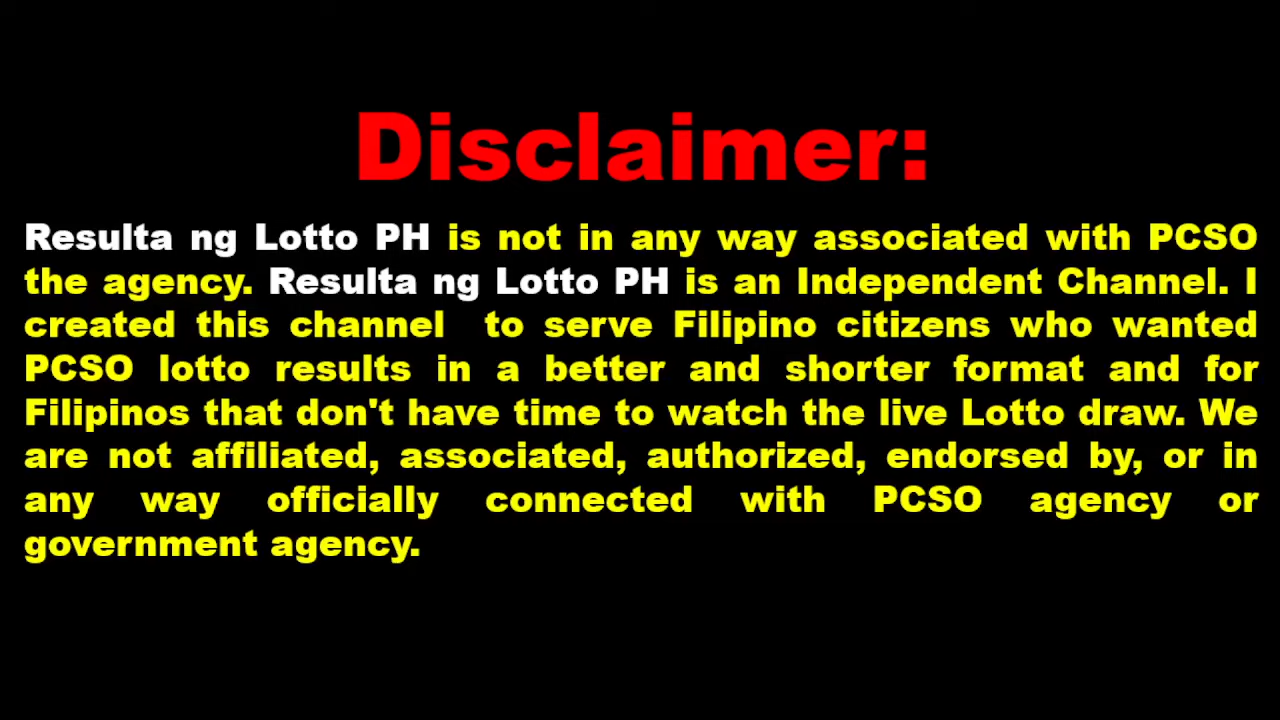 Disclaimer:
Resulta ng Lotto PH is not in any way associated with PCSO
the agency. Resulta ng Lotto PH is an Independent Channel. I
created this channel to serve Filipino citizens who wanted
PCSO lotto results in a better and shorter format and for
Filipinos that don't have time to watch the live Lotto draw. We
are not affiliated, associated, authorized, endorsed by, or in
any way officially connected with PCSO agency or
government agency.